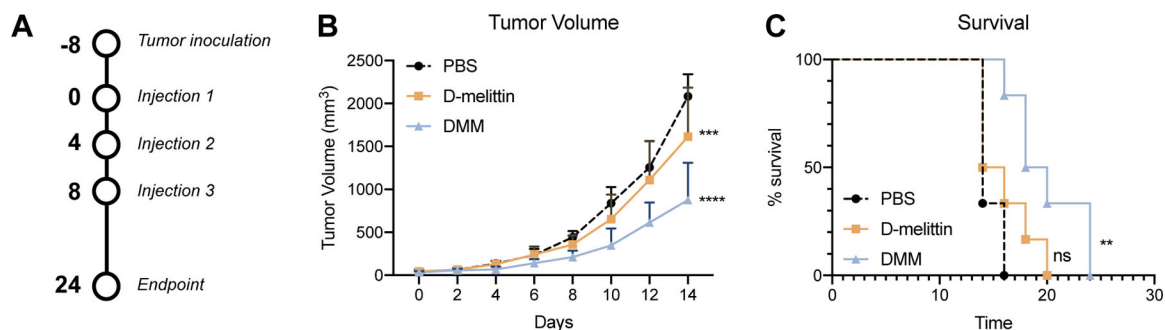 A
-8 Tumor inoculation
0 Injection 1
4 Injection 2
8 Injection 3
24 Endpoint
B
Tumor Volume
Tumor Volume (mm³)
2500
2000
1500
1000
500
0
PBS
D-melittin
DMM
***
****
0 2 4 6 8 10 12 14
Days
C
Survival
% survival
100
50
0
PBS
D-melittin
DMM
ns
**
0 10 20 30
Time